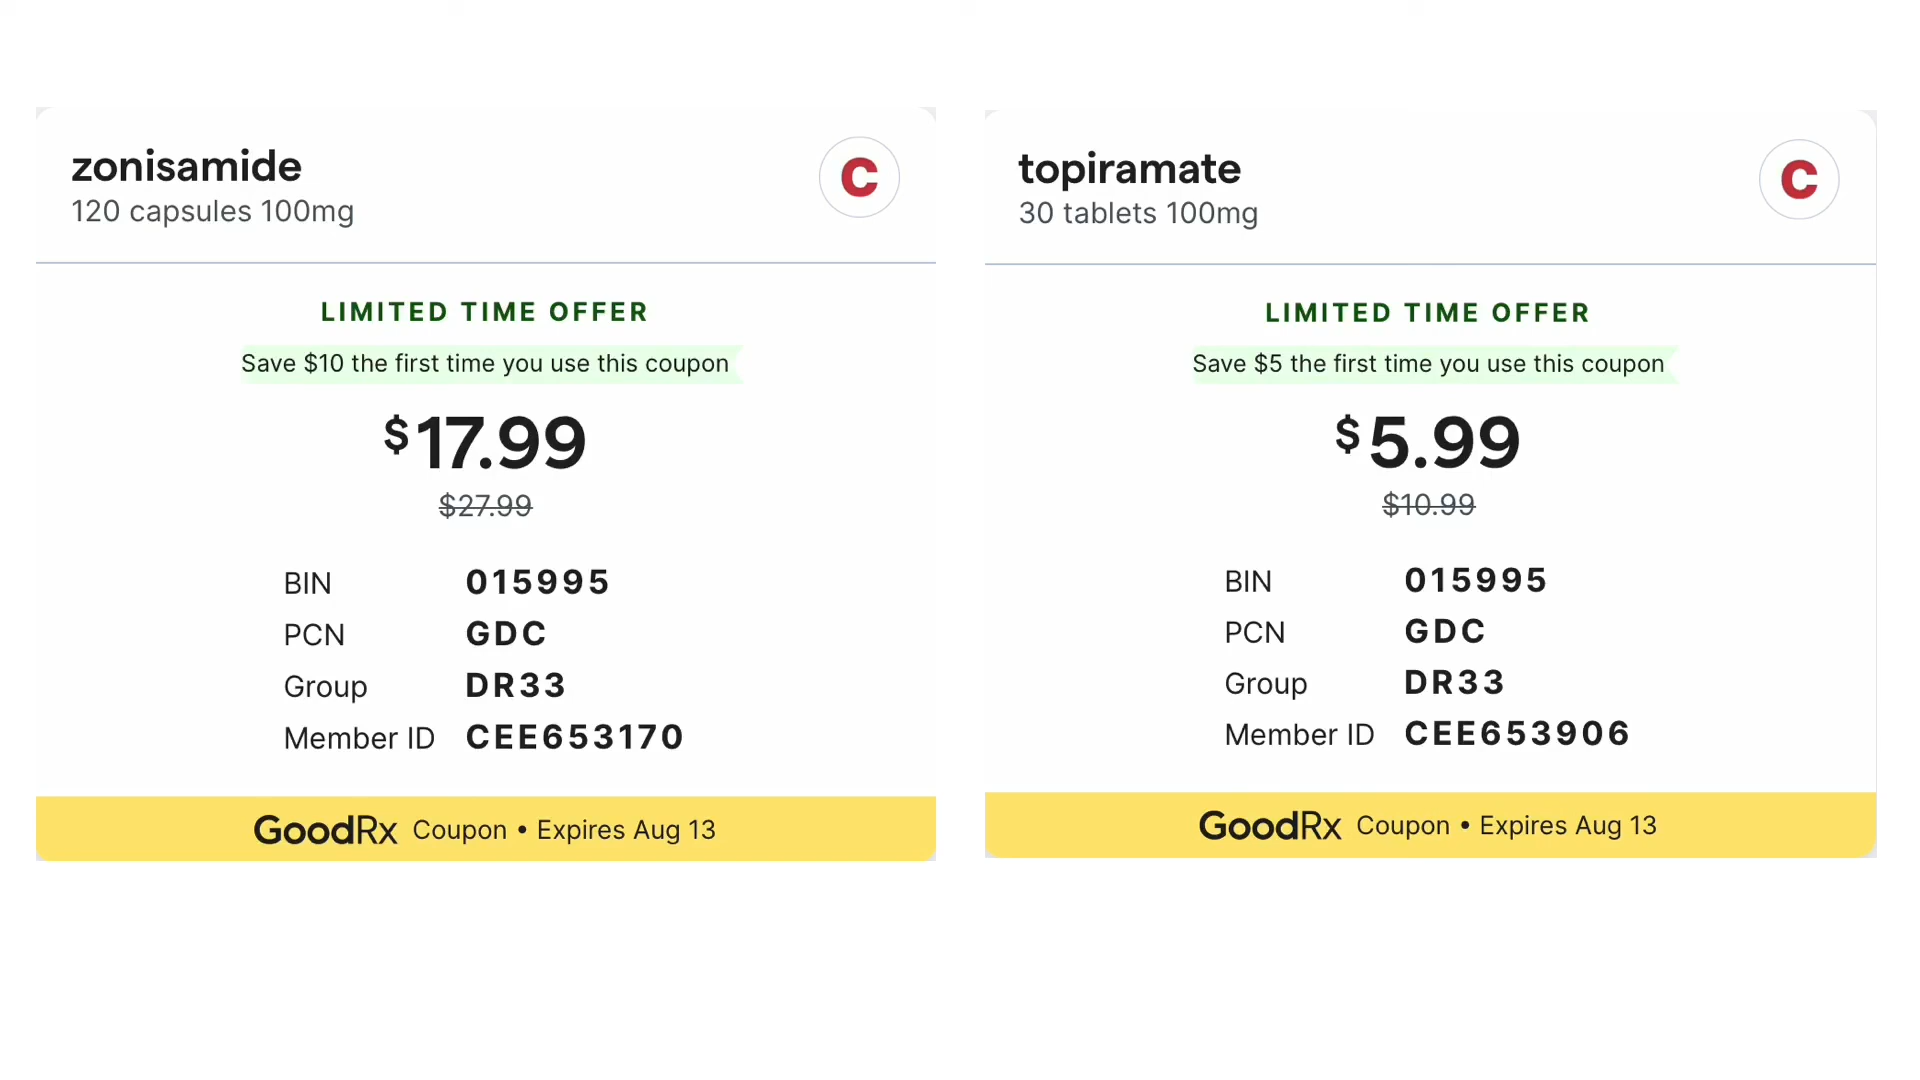 zonisamide
120 capsules 100mg
C
LIMITED TIME OFFER
Save $10 the first time you use this coupon
$17.99
$27.99
BIN 015995
PCN GDC
Group DR33
Member ID CEE653170
GoodRx Coupon • Expires Aug 13
topiramate
30 tablets 100mg
C
LIMITED TIME OFFER
Save $5 the first time you use this coupon
$5.99
$10.99
BIN 015995
PCN GDC
Group DR33
Member ID CEE653906
GoodRx Coupon • Expires Aug 13